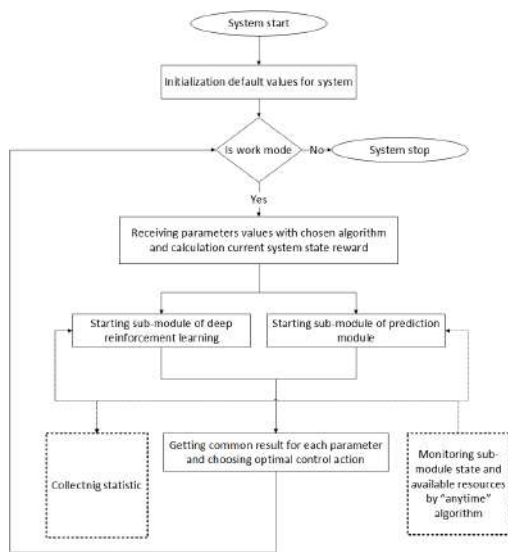 System start
Initialization default values for system
Is work mode
No
System stop
Yes
Receiving parameters values with chosen algorithm
and calculation current system state reward
Starting sub-module of deep
reinforcement learning
Starting sub-module of prediction
module
Getting common result for each parameter
and choosing optimal control action
Collectnig statistic
Monitoring sub-
module state and
available resources
by "anytime"
algorithm